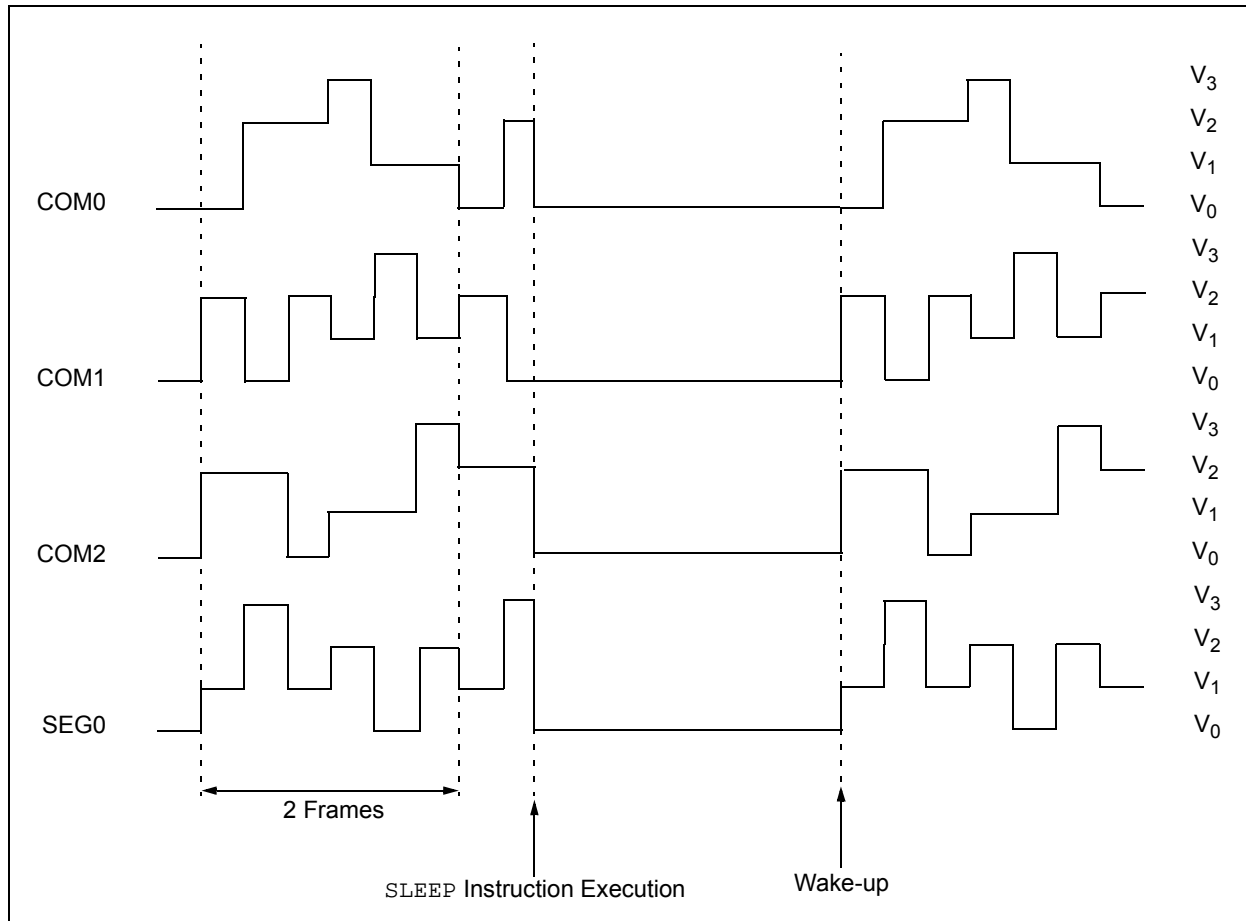 V3
V2
V1
COM0
V0
V3
V2
V1
COM1
V0
V3
V2
V1
COM2
V0
V3
V2
V1
SEG0
V0
2 Frames
SLEEP Instruction Execution
Wake-up